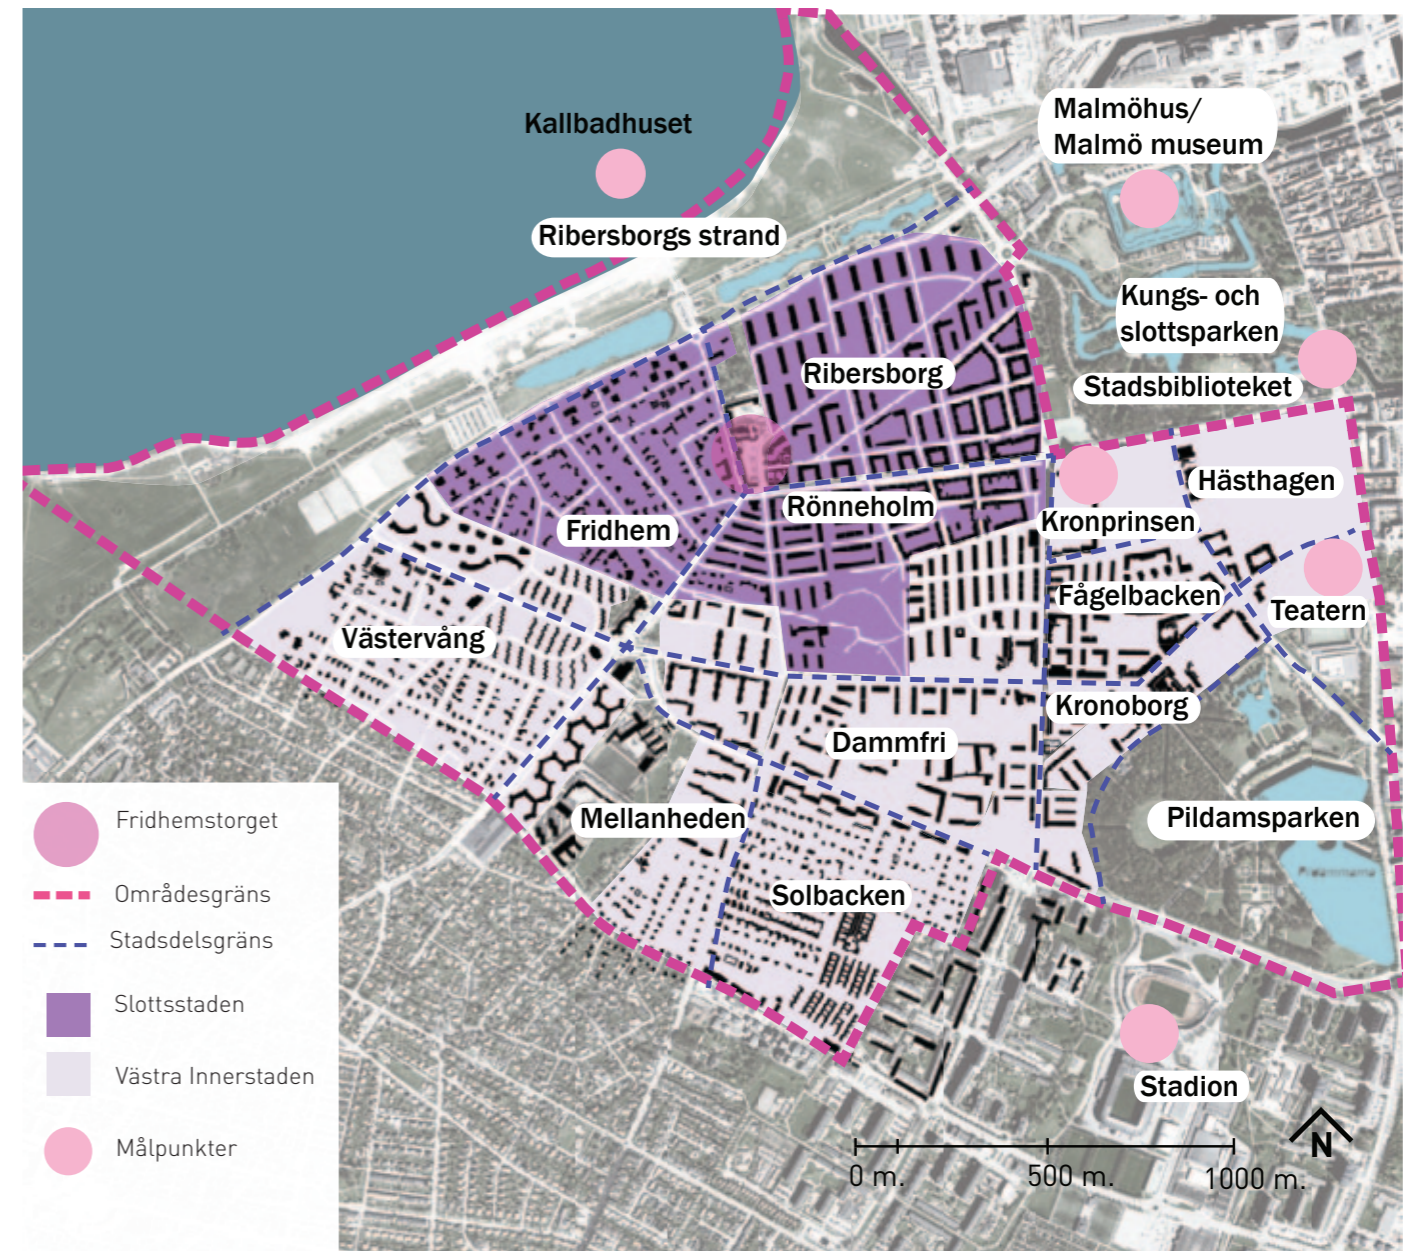 Kallbadhuset
Ribersborgs strand
Malmöhus/
Malmö museum
Kungs- och
slottsparken
Stadsbiblioteket
Ribersborg
Hästhagen
Rönneholm
Kronprinsen
Fridhem
Fågelbacken
Teatern
Västervång
Kronoborg
Dammfri
Mellanheden
Pildamsparken
Solbacken
Stadion
Fridhemstorget
Områdesgräns
Stadsdelsgräns
Slottsstaden
Västra Innerstaden
Målpunkter
N
0 m.
500 m.
1000 m.